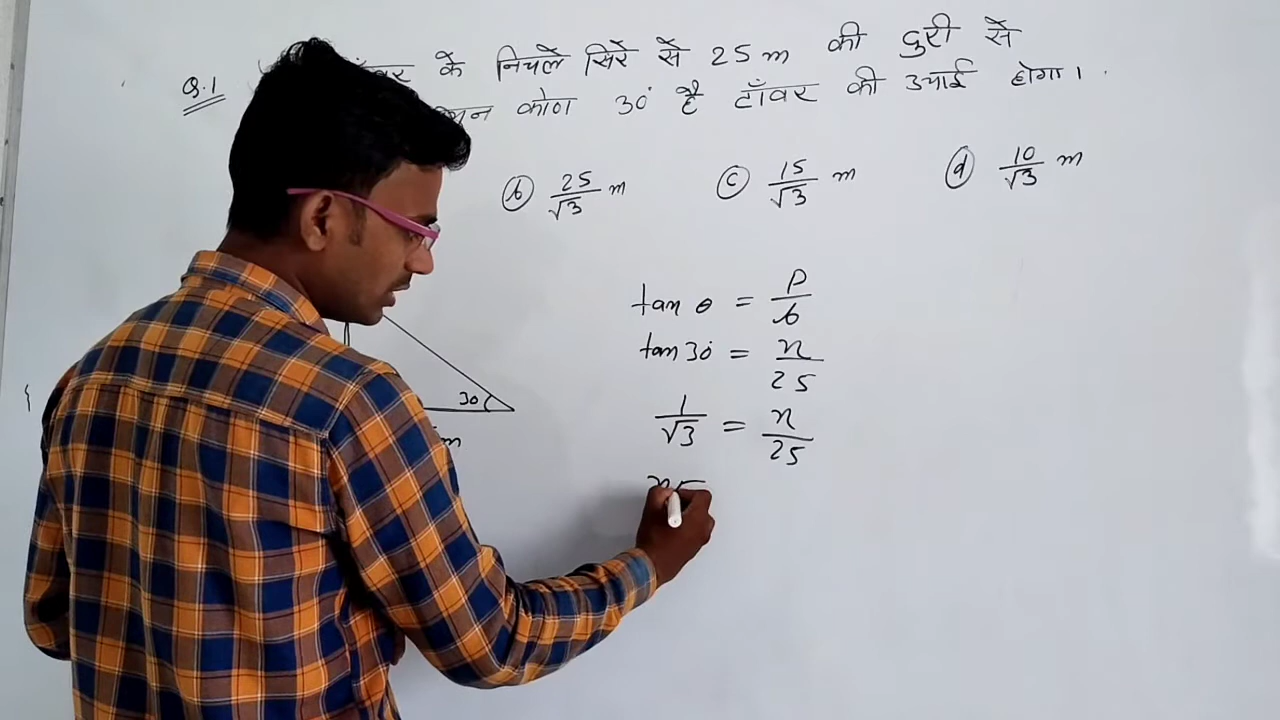 Q.1 के निचले सिरे से 25 m की दुरी से
कोण 30° है टाँवर की उचाई होगा।
(b) 25/√3 m (c) 15/√3 m (d) 10/√3 m
tan θ = P/b
tan 30° = x/25
30
1/√3 = x/25
m